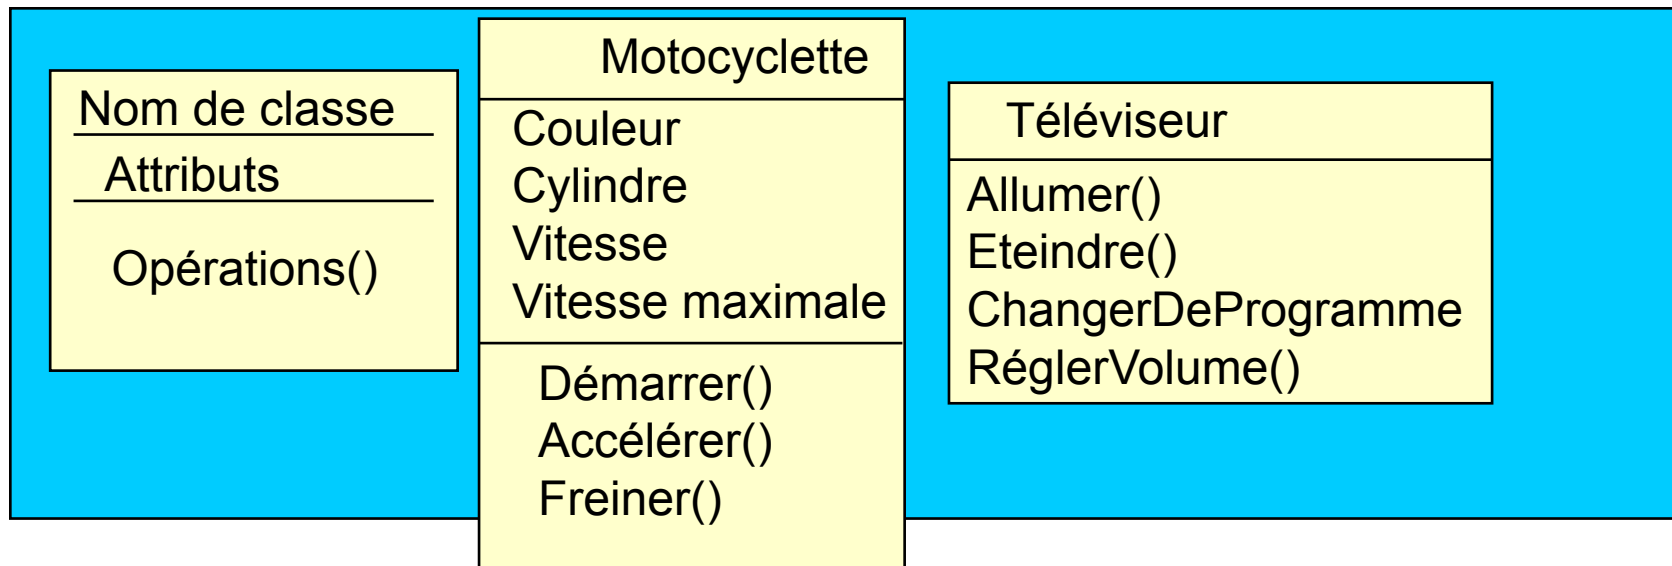 Nom de classe
Attributs
Opérations()
Motocyclette
Couleur
Cylindre
Vitesse
Vitesse maximale
Démarrer()
Accélérer()
Freiner()
Téléviseur
Allumer()
Eteindre()
ChangerDeProgramme
RéglerVolume()